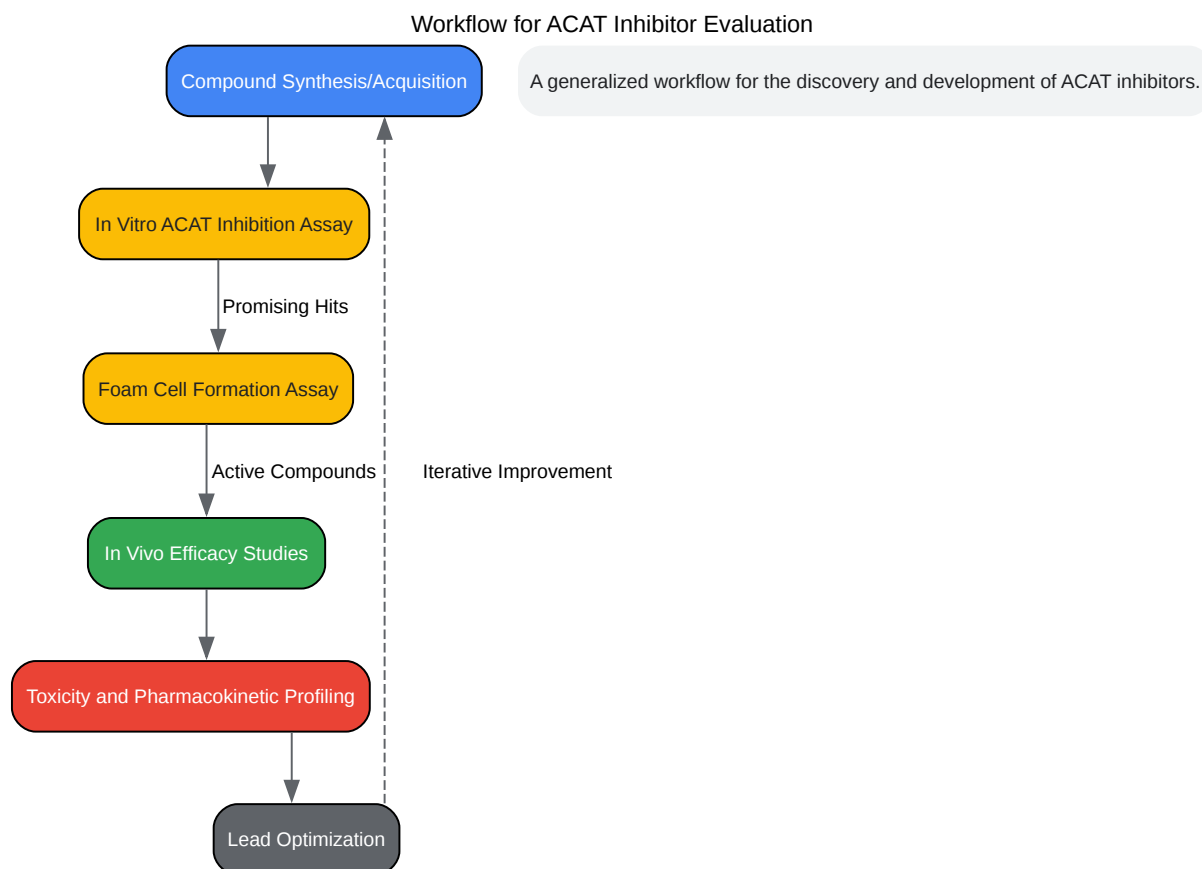 Workflow for ACAT Inhibitor Evaluation
Compound Synthesis/Acquisition
A generalized workflow for the discovery and development of ACAT inhibitors.
In Vitro ACAT Inhibition Assay
Promising Hits
Foam Cell Formation Assay
Active Compounds
Iterative Improvement
In Vivo Efficacy Studies
Toxicity and Pharmacokinetic Profiling
Lead Optimization